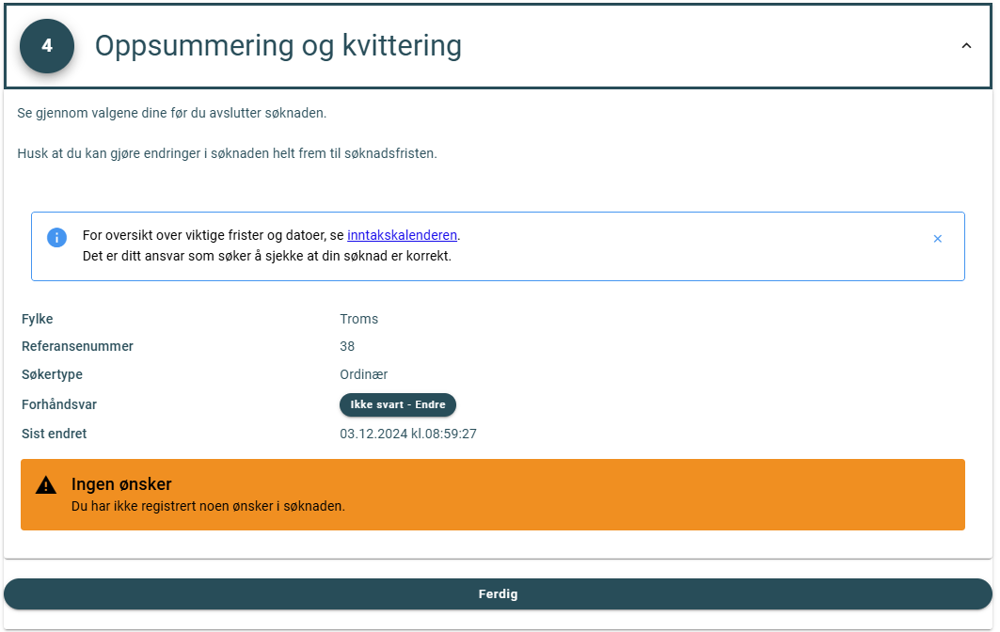 4
Oppsummering og kvittering
Se gjennom valgene dine før du avslutter søknaden.
Husk at du kan gjøre endringer i søknaden helt frem til søknadsfristen.
For oversikt over viktige frister og datoer, se inntakskalenderen.
Det er ditt ansvar som søker å sjekke at din søknad er korrekt.
Fylke Troms
Referansenummer 38
Søkertype Ordinær
Forhåndsvar Ikke svart - Endre
Sist endret 03.12.2024 kl.08:59:27
Ingen ønsker
Du har ikke registrert noen ønsker i søknaden.
Ferdig